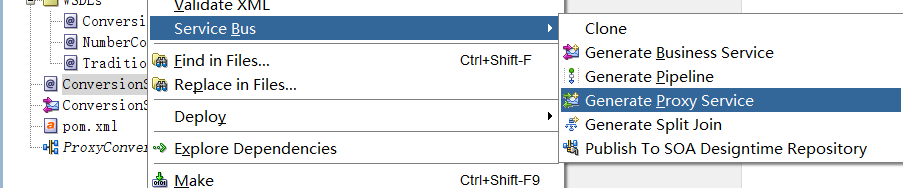 WSDLs
Conversi
NumberCo
Traditio
ConversionS
ConversionS
pom.xml
ProxyConver
Validate XML
Service Bus
Find in Files... Ctrl+Shift-F
Replace in Files...
Deploy
Explore Dependencies
Make Ctrl+Shift-F9
Clone
Generate Business Service
Generate Pipeline
Generate Proxy Service
Generate Split Join
Publish To SOA Designtime Repository